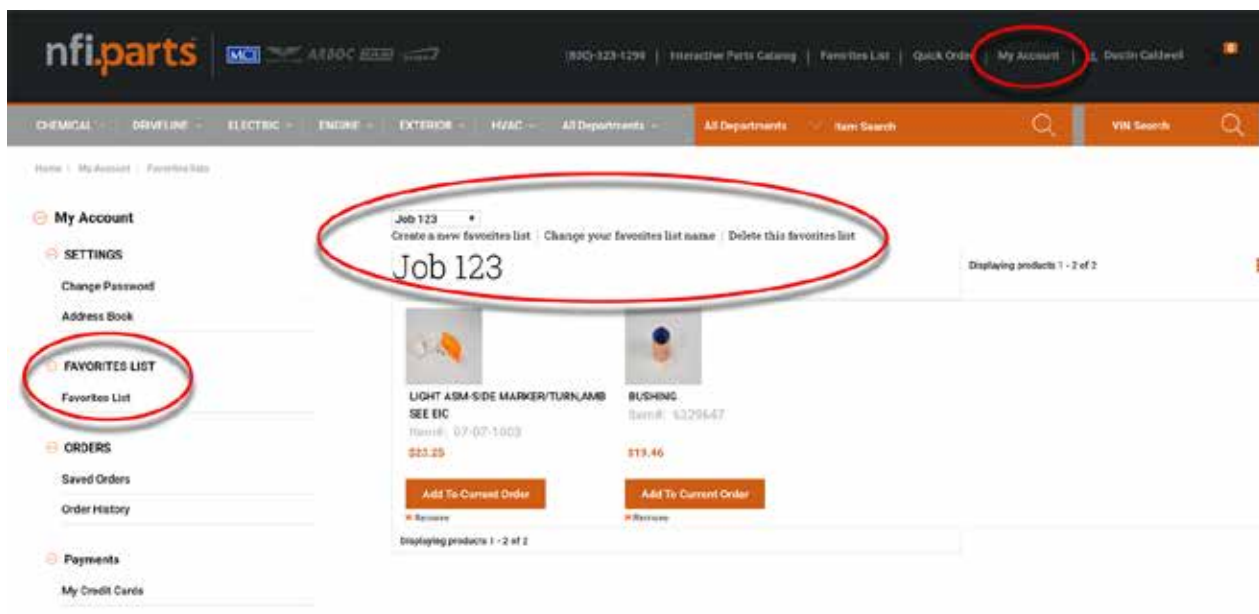 nfi.parts MCI ARBOC
(800)-323-1290 | Interactive Parts Catalog | Favorites List | Quick Order | My Account | Dustin Caldwell 0
CHEMICAL DRIVELINE ELECTRIC ENGINE EXTERIOR HVAC All Departments All Departments Item Search VIN Search
Home | My Account | Favorites lists
My Account
SETTINGS
Change Password
Address Book
FAVORITES LIST
Favorites List
ORDERS
Saved Orders
Order History
Payments
My Credit Cards
Job 123
Create a new favorites list | Change your favorites list name | Delete this favorites list
Job 123
Displaying products 1 - 2 of 2
LIGHT ASM-SIDE MARKER/TURN,AMB
SEE EIC
Item#: 07-07-1003
$23.25
Add To Current Order
Remove
BUSHING
Item#: 6329647
$19.46
Add To Current Order
Remove
Displaying products 1 - 2 of 2